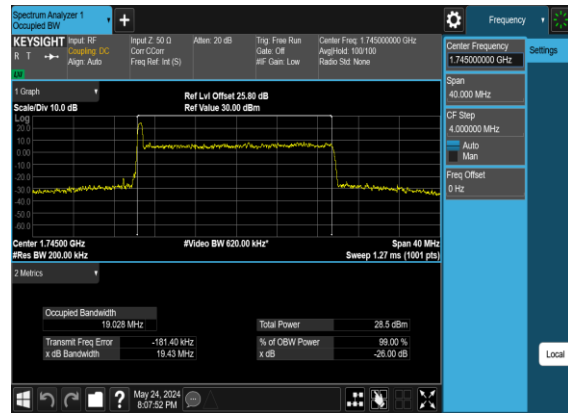 Spectrum Analyzer 1
Occupied BW
+
Frequency
KEYSIGHT
R T
LXI
Input: RF
Coupling: DC
Align: Auto
Input Z: 50 Ω
Corr CCorr
Freq Ref: Int (S)
Atten: 20 dB
Trig: Free Run
Gate: Off
#IF Gain: Low
Center Freq: 1.745000000 GHz
Avg|Hold: 100/100
Radio Std: None
Center Frequency
1.745000000 GHz
Settings
Span
40.000 MHz
CF Step
4.000000 MHz
Auto
Man
Freq Offset
0 Hz
1 Graph
Scale/Div 10.0 dB
Ref Lvl Offset 25.80 dB
Ref Value 30.00 dBm
Log
20.0
10.0
0.00
-10.0
-20.0
-30.0
-40.0
-50.0
-60.0
Center 1.74500 GHz
#Res BW 200.00 kHz
#Video BW 620.00 kHz*
Span 40 MHz
Sweep 1.27 ms (1001 pts)
2 Metrics
Occupied Bandwidth
19.028 MHz
Total Power 28.5 dBm
Transmit Freq Error -181.40 kHz
% of OBW Power 99.00 %
x dB Bandwidth 19.43 MHz
x dB -26.00 dB
Local
?
May 24, 2024
8:07:52 PM